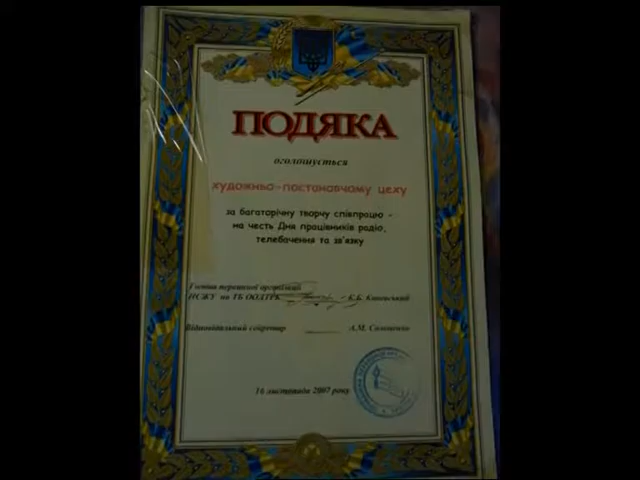 ПОДЯКА
оголошується
художньо-постановчому цеху
за багаторічну творчу співпрацю -
на честь Дня працівників радіо,
телебачення та зв'язку
Голова первинної організації
НСЖУ на ТБ ООДТРК К.Б.
Відповідальний секретар А.М.
16 листопада 2007 року